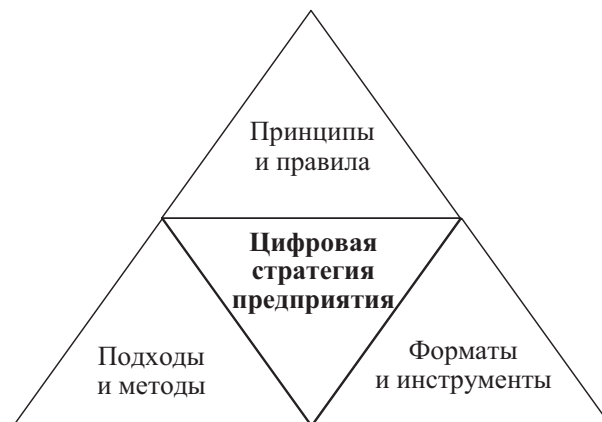 Принципы
и правила
Цифровая
стратегия
предприятия
Подходы
и методы
Форматы
и инструменты